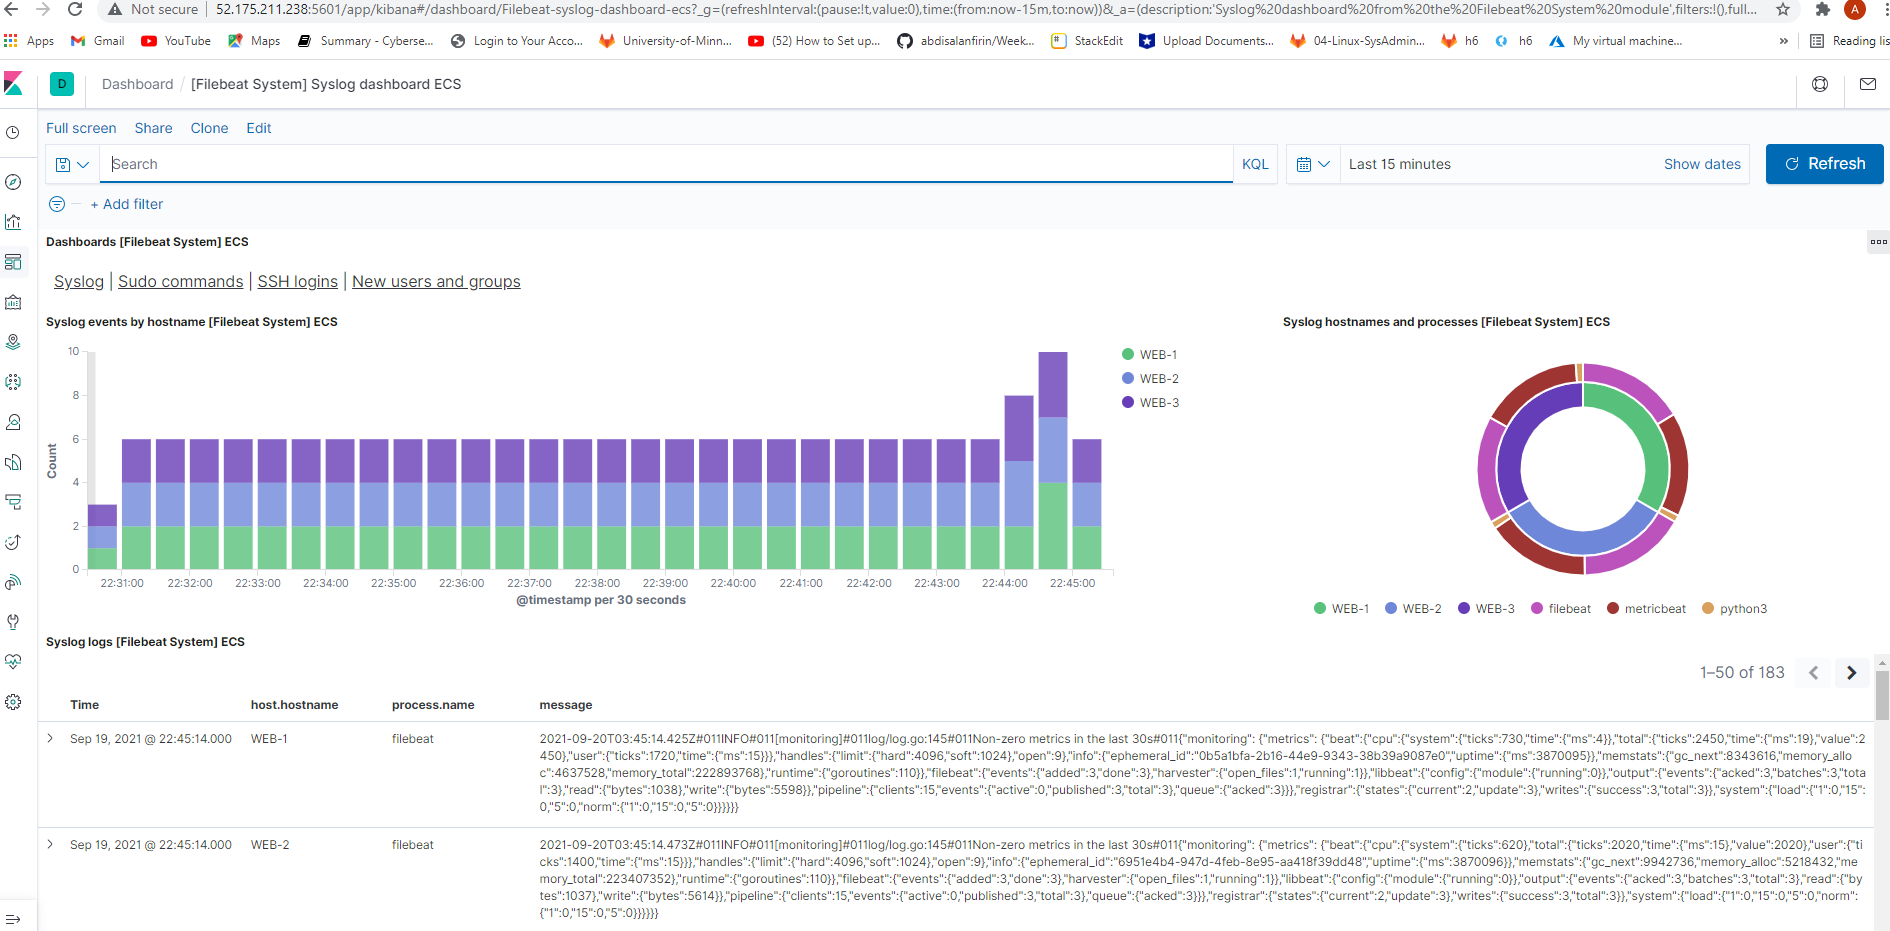 Not secure | 52.175.211.238:5601/app/kibana#/dashboard/Filebeat-syslog-dashboard-ecs?_g=(refreshInterval:(pause:!t,value:0),time:(from:now-15m,to:now))&_a=(description:'Syslog%20dashboard%20from%20the%20Filebeat%20System%20module',filters:!(),full... A
Apps Gmail YouTube Maps Summary - Cyberse... Login to Your Acco... University-of-Minn... (52) How to Set up... abdisalanfirin/Week... StackEdit Upload Documents... 04-Linux-SysAdmin... h6 h6 My virtual machine... » Reading lis
D Dashboard / [Filebeat System] Syslog dashboard ECS
Full screen Share Clone Edit
Search KQL Last 15 minutes Show dates Refresh
+ Add filter
Dashboards [Filebeat System] ECS
Syslog | Sudo commands | SSH logins | New users and groups
Syslog events by hostname [Filebeat System] ECS
Count
10
8
6
4
2
0
22:31:00 22:32:00 22:33:00 22:34:00 22:35:00 22:36:00 22:37:00 22:38:00 22:39:00 22:40:00 22:41:00 22:42:00 22:43:00 22:44:00 22:45:00
@timestamp per 30 seconds
WEB-1
WEB-2
WEB-3
Syslog hostnames and processes [Filebeat System] ECS
WEB-1 WEB-2 WEB-3 filebeat metricbeat python3
Syslog logs [Filebeat System] ECS
1–50 of 183
Time host.hostname process.name message
Sep 19, 2021 @ 22:45:14.000 WEB-1 filebeat 2021-09-20T03:45:14.425Z#011INFO#011[monitoring]#011log/log.go:145#011Non-zero metrics in the last 30s#011{"monitoring": {"metrics": {"beat":{"cpu":{"system":{"ticks":730,"time":{"ms":4}},"total":{"ticks":2450,"time":{"ms":19},"value":2
450},"user":{"ticks":1720,"time":{"ms":15}}},"handles":{"limit":{"hard":4096,"soft":1024},"open":9},"info":{"ephemeral_id":"0b5a1bfa-2b16-44e9-9343-38b39a9087e0","uptime":{"ms":3870095}},"memstats":{"gc_next":8343616,"memory_allo
c":4637528,"memory_total":222893768},"runtime":{"goroutines":110}},"filebeat":{"events":{"added":3,"done":3},"harvester":{"open_files":1,"running":1}},"libbeat":{"config":{"module":{"running":0}},"output":{"events":{"acked":3,"batches":3,"tota
l":3},"read":{"bytes":1038},"write":{"bytes":5598}},"pipeline":{"clients":15,"events":{"active":0,"published":3,"total":3},"queue":{"acked":3}}},"registrar":{"states":{"current":2,"update":3},"writes":{"success":3,"total":3}},"system":{"load":{"1":0,"15":
0,"5":0,"norm":{"1":0,"15":0,"5":0}}}}}}
Sep 19, 2021 @ 22:45:14.000 WEB-2 filebeat 2021-09-20T03:45:14.473Z#011INFO#011[monitoring]#011log/log.go:145#011Non-zero metrics in the last 30s#011{"monitoring": {"metrics": {"beat":{"cpu":{"system":{"ticks":620},"total":{"ticks":2020,"time":{"ms":15},"value":2020},"user":{"ti
cks":1400,"time":{"ms":15}}},"handles":{"limit":{"hard":4096,"soft":1024},"open":9},"info":{"ephemeral_id":"6951e4b4-947d-4feb-8e95-aa418f39dd48","uptime":{"ms":3870096}},"memstats":{"gc_next":9942736,"memory_alloc":5218432,"me
mory_total":223407352},"runtime":{"goroutines":110}},"filebeat":{"events":{"added":3,"done":3},"harvester":{"open_files":1,"running":1}},"libbeat":{"config":{"module":{"running":0}},"output":{"events":{"acked":3,"batches":3,"total":3},"read":{"by
tes":1037},"write":{"bytes":5614}},"pipeline":{"clients":15,"events":{"active":0,"published":3,"total":3},"queue":{"acked":3}}},"registrar":{"states":{"current":2,"update":3},"writes":{"success":3,"total":3}},"system":{"load":{"1":0,"15":0,"5":0,"norm":
{"1":0,"15":0,"5":0}}}}}}